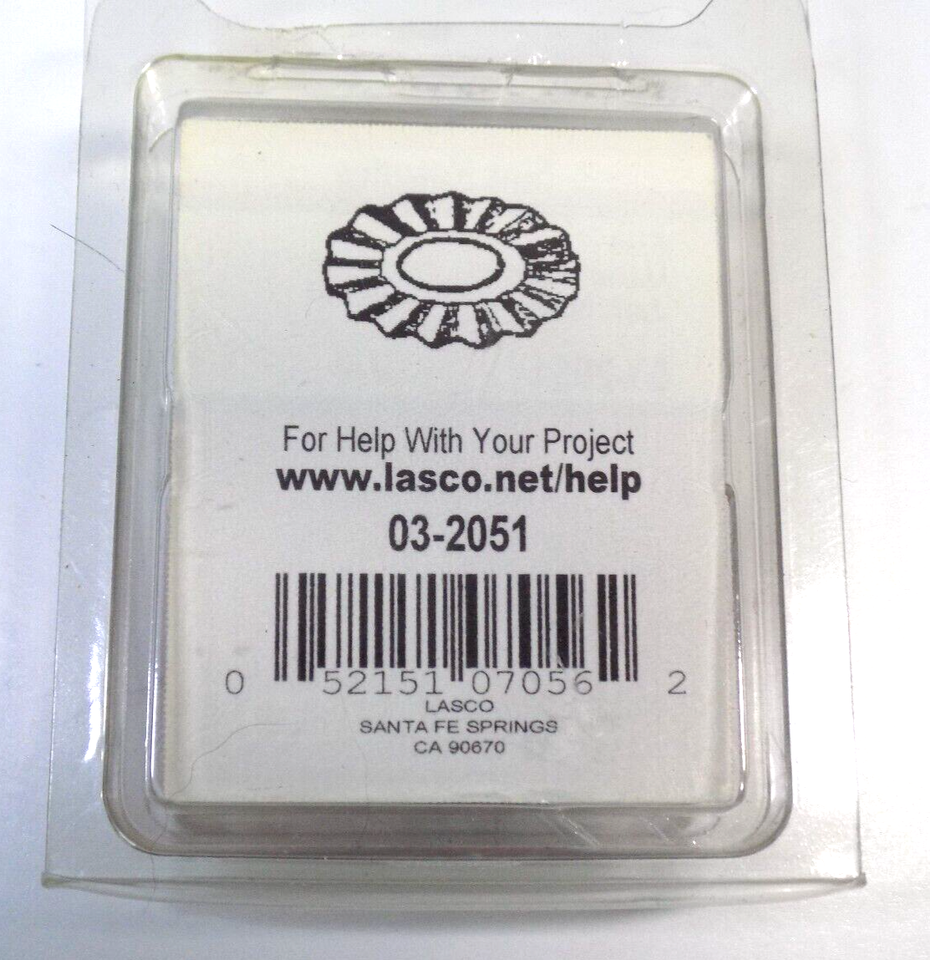 For Help With Your Project
www.lasco.net/help
03-2051
0 52151 07056 2
LASCO
SANTA FE SPRINGS
CA 90670